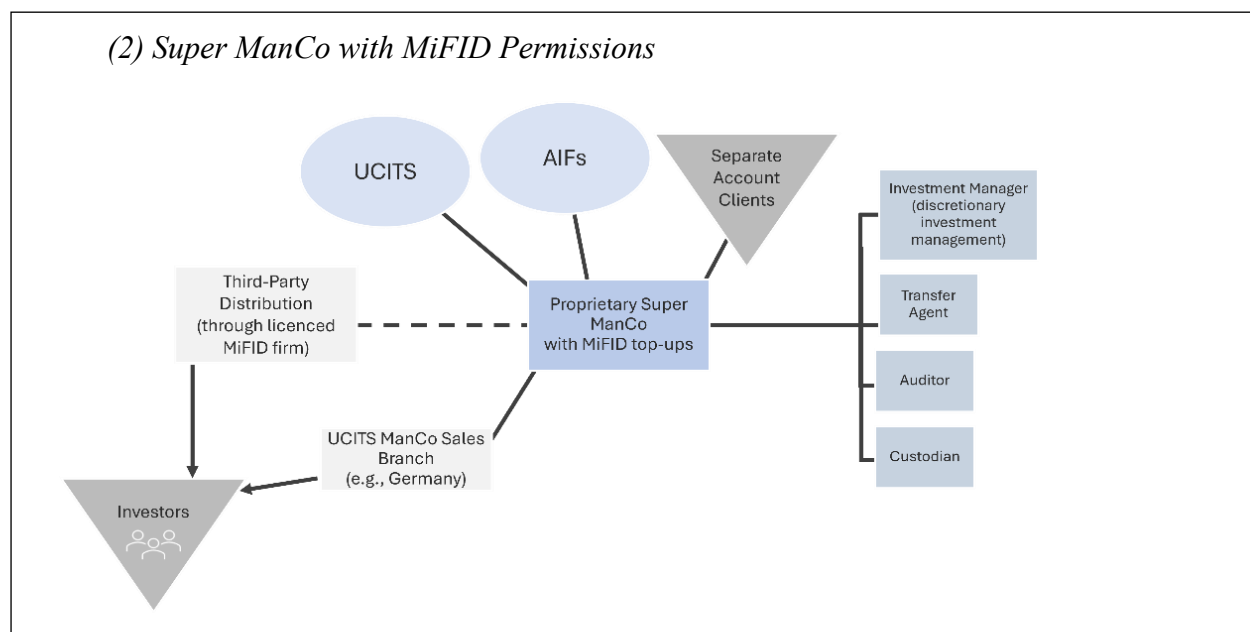 (2) Super ManCo with MiFID Permissions
UCITS
AIFs
Separate
Account
Clients
Investment Manager
(discretionary
investment
management)
Third-Party
Distribution
(through licenced
MiFID firm)
Proprietary Super
ManCo
with MiFID top-ups
Transfer
Agent
Auditor
UCITS ManCo Sales
Branch
(e.g., Germany)
Custodian
Investors